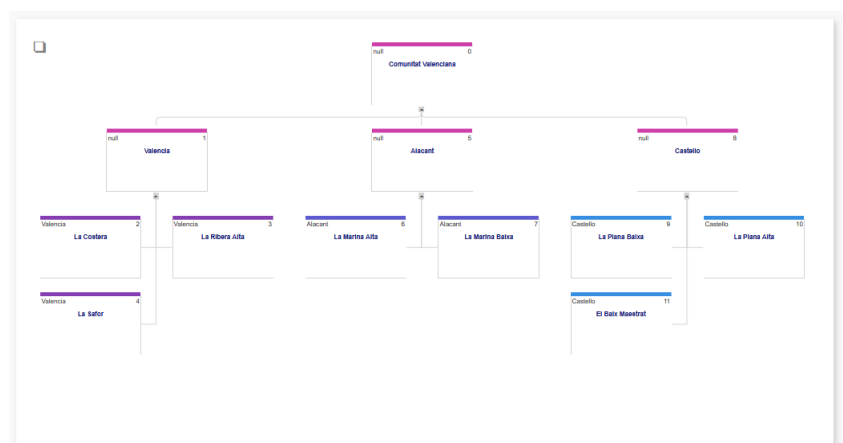 null 0
Comunitat Valenciana
null 1
Valencia
null 5
Alacant
null 8
Castello
Valencia 2
La Costera
Valencia 3
La Ribera Alta
Alacant 6
La Marina Alta
Alacant 7
La Marina Baixa
Castello 9
La Plana Baixa
Castello 10
La Plana Alta
Valencia 4
La Safor
Castello 11
El Baix Maestrat